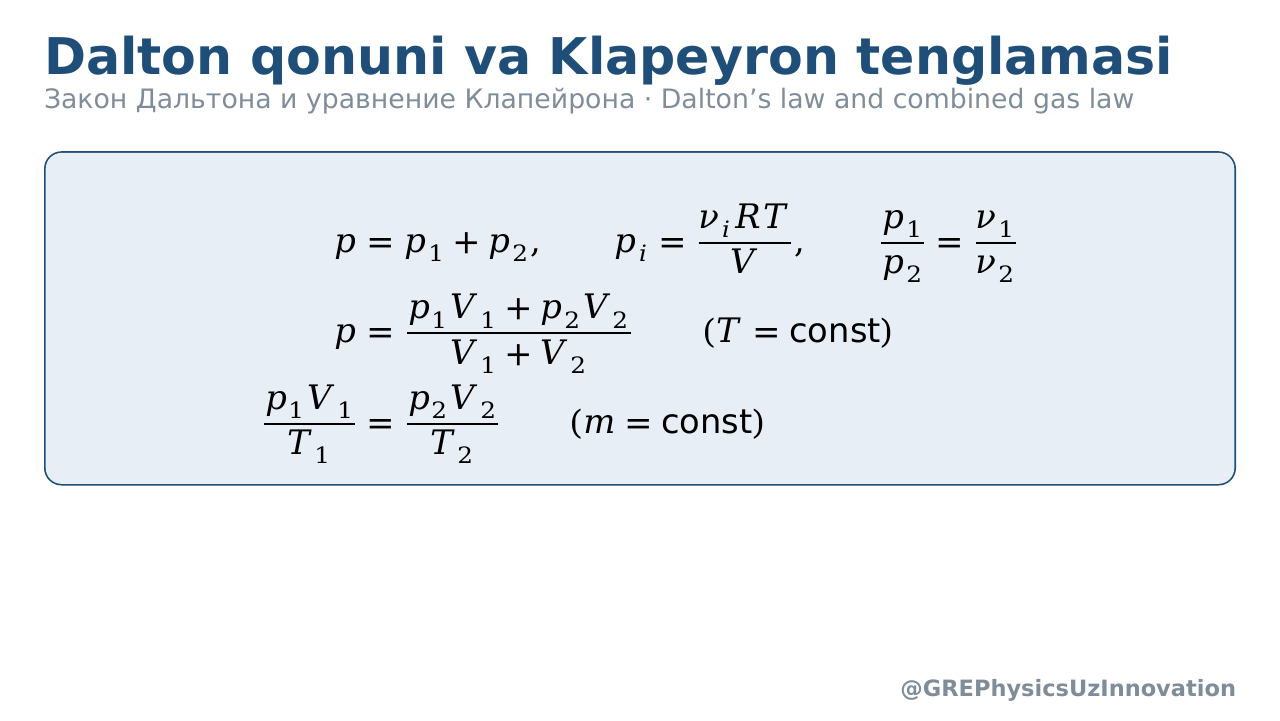 Dalton qonuni va Klapeyron tenglamasi
Закон Дальтона и уравнение Клапейрона · Dalton’s law and combined gas law
p = p₁ + p₂,  pᵢ = νᵢRT / V,  p₁ / p₂ = ν₁ / ν₂
p = (p₁V₁ + p₂V₂) / (V₁ + V₂)  (T = const)
p₁V₁ / T₁ = p₂V₂ / T₂  (m = const)
@GREPhysicsUzInnovation